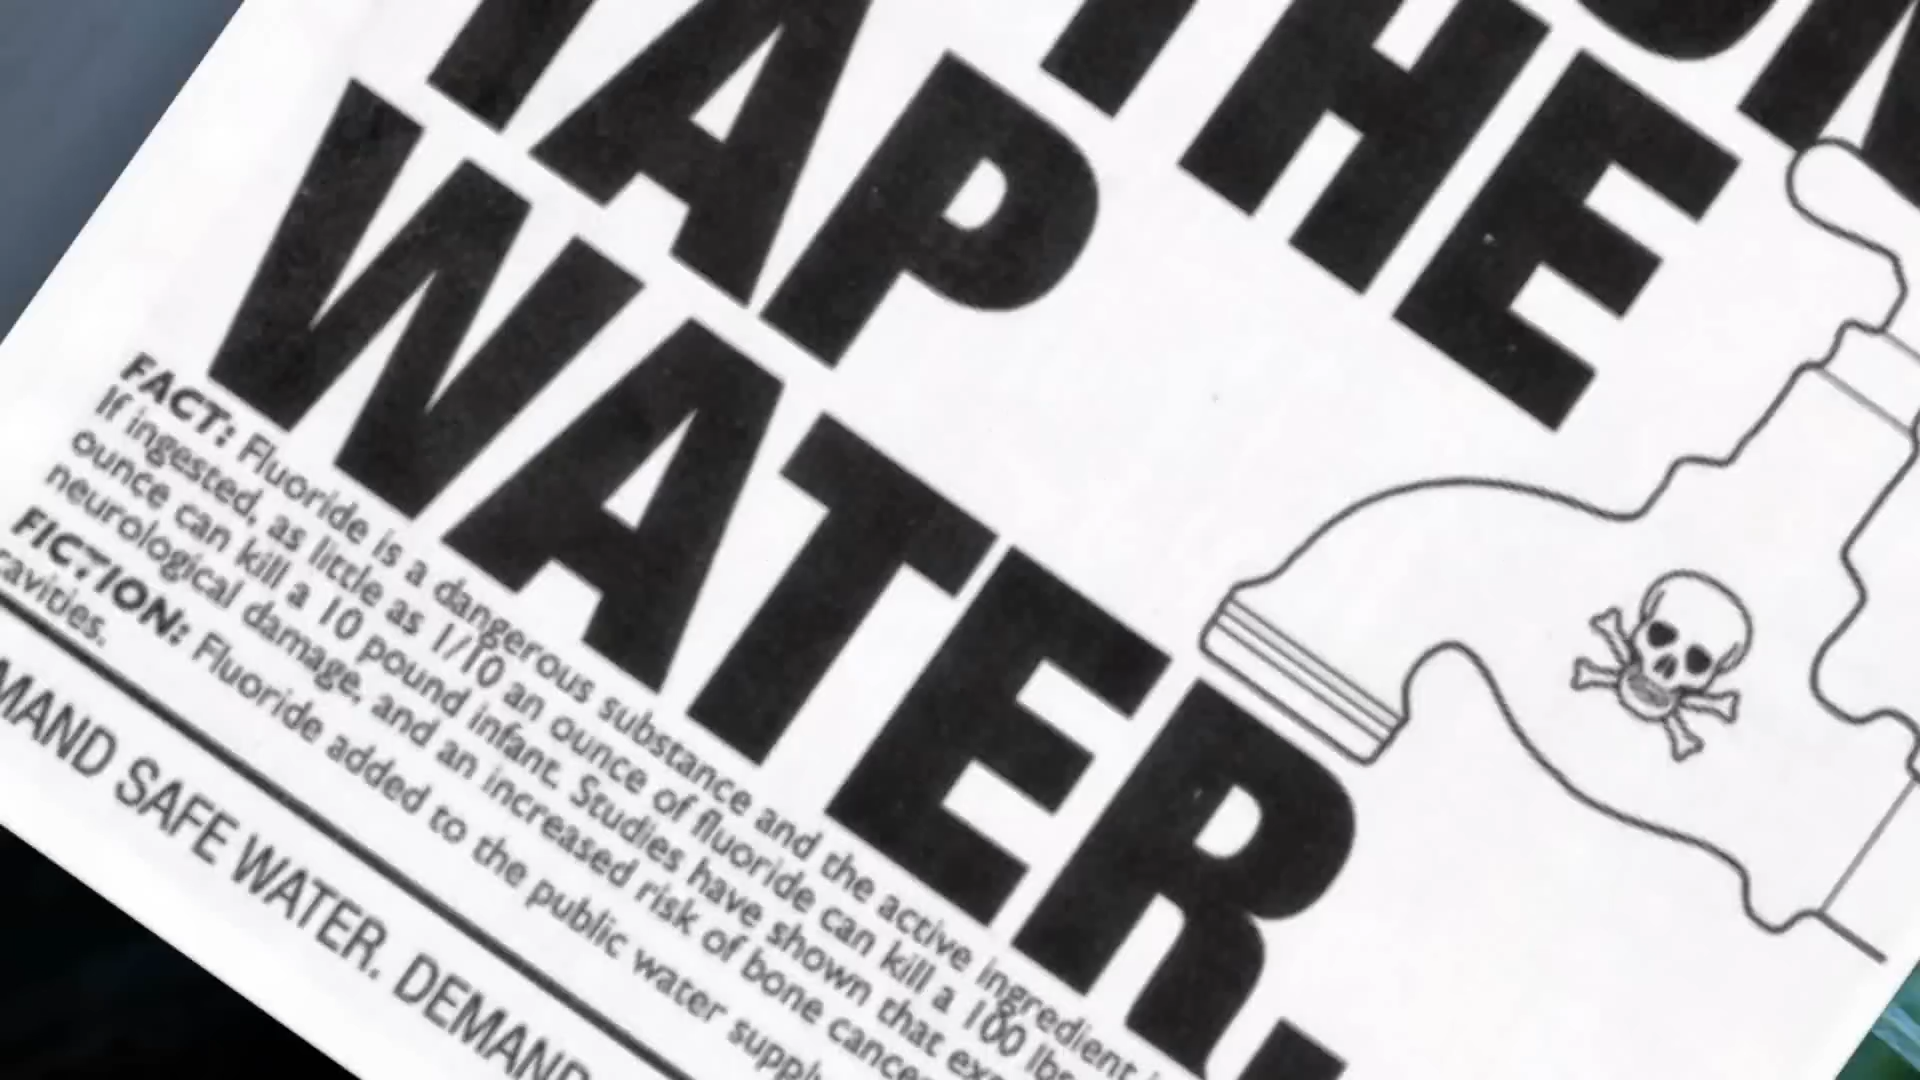 THE
TAP
WATER.
FACT: Fluoride is a dangerous substance and the active ingredient
If ingested, as little as 1/10 an ounce of fluoride can kill a 100 lbs
ounce can kill a 10 pound infant. Studies have shown that
neurological damage, and an increased risk of bone cancer
FICTION: Fluoride added to the public water supply
cavities.
MAND SAFE WATER. DEMAND